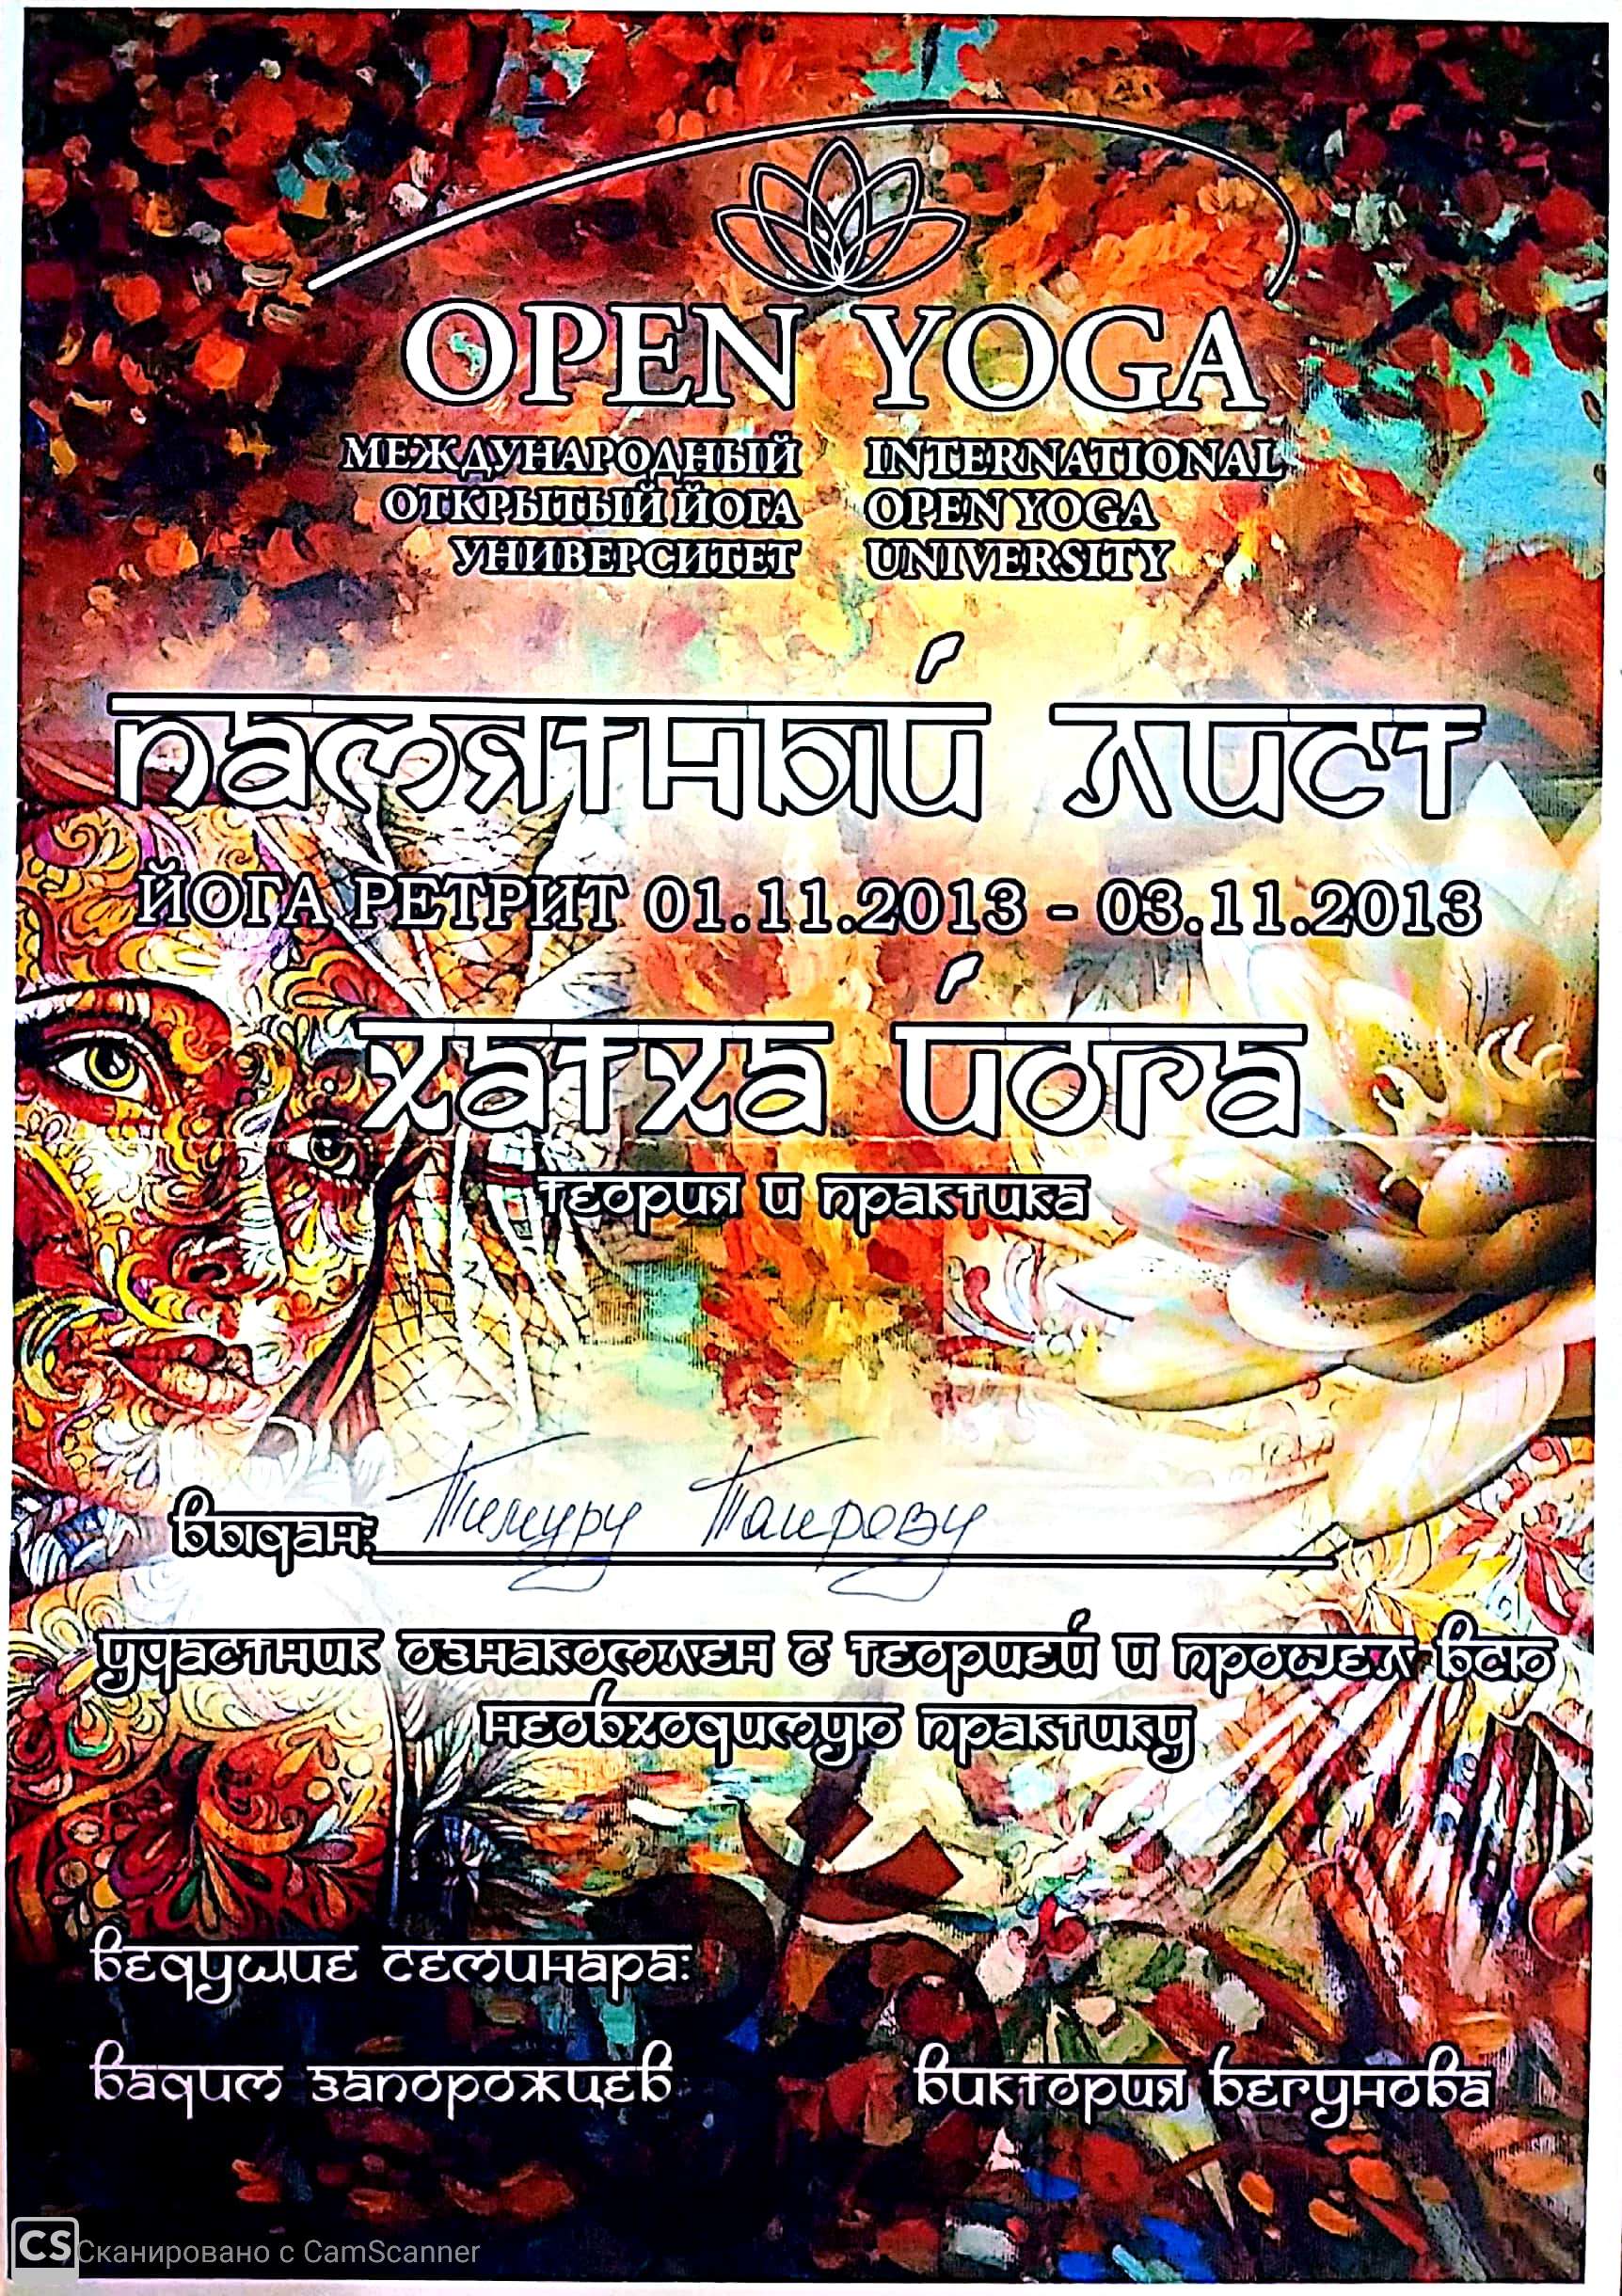 OPEN YOGA
МЕЖДУНАРОДНЫЙ INTERNATIONAL
ОТКРЫТЫЙ ЙОГА OPEN YOGA
УНИВЕРСИТЕТ UNIVERSITY
памятный лист
ЙОГА РЕТРИТ 01.11.2013 - 03.11.2013
хатха йога
теория и практика
выдан: Тимуру Таирову
участник ознакомлен с теорией и прошел всю
необходимую практику
ведушие семинара:
вадим запорожцев виктория бегунова
CS Сканировано с CamScanner